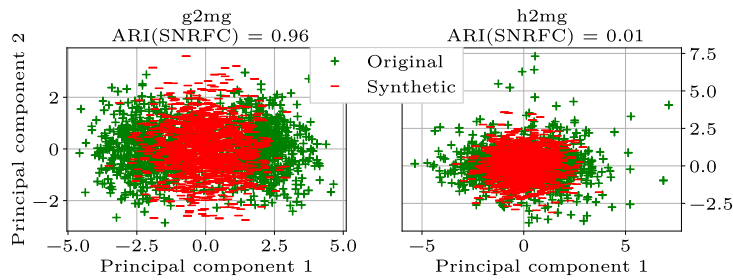 g2mg
ARI(SNRFC) = 0.96
h2mg
ARI(SNRFC) = 0.01
Original
Synthetic
Principal component 2
2
0
−2
−5.0 −2.5 0.0 2.5 5.0
Principal component 1
7.5
5.0
2.5
0.0
−2.5
−5 0 5
Principal component 1